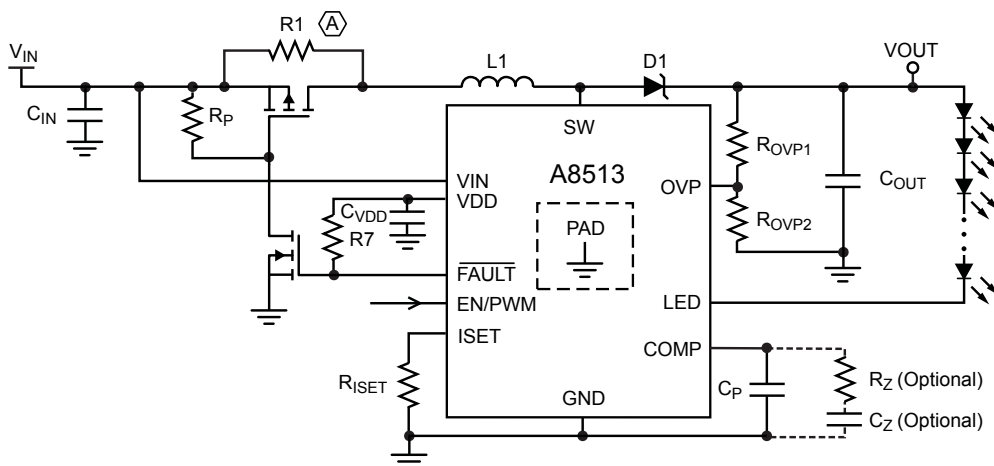 R1 A
VIN
L1
D1
VOUT
CIN
RP
SW
ROVP1
VIN
A8513
OVP
COUT
VDD
CVDD
R7
PAD
ROVP2
FAULT
EN/PWM
LED
ISET
COMP
RISET
CP
RZ (Optional)
GND
CZ (Optional)